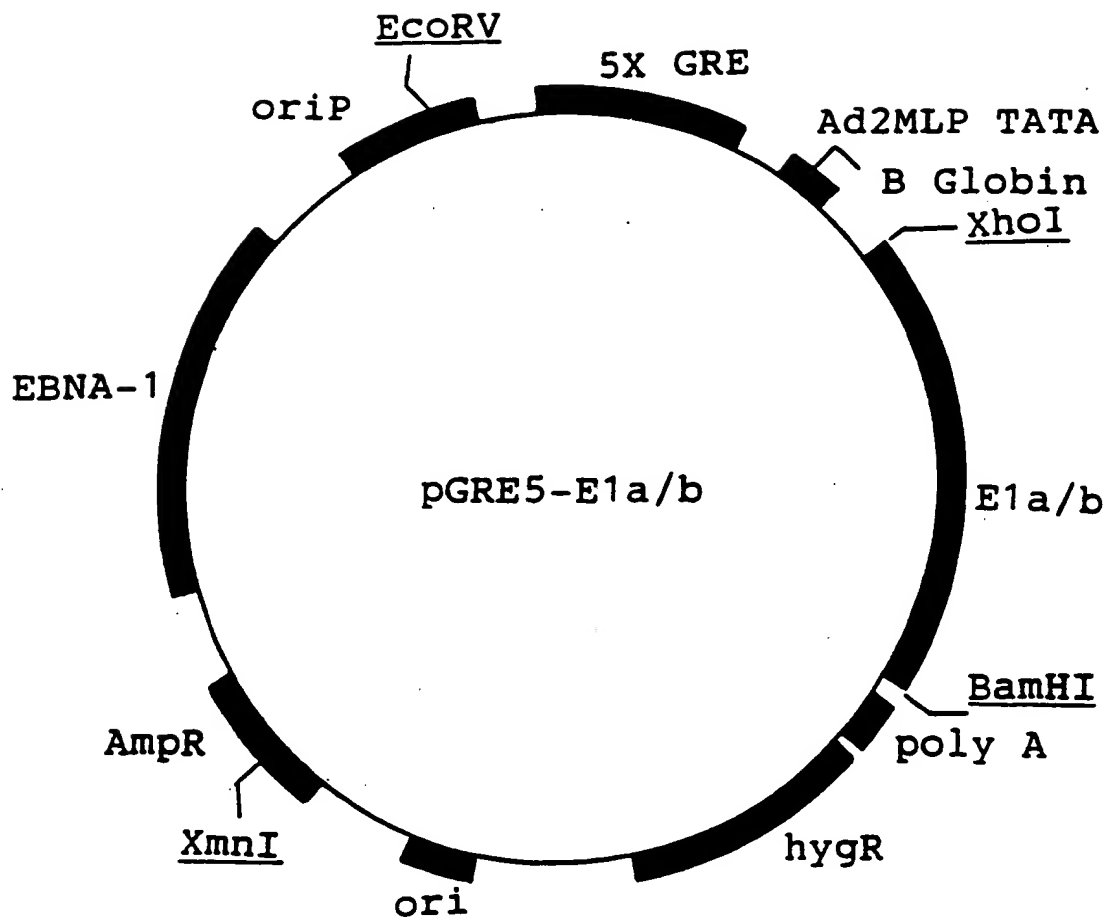 EcoRV
5X GRE
oriP
Ad2MLP TATA
B Globin
XhoI
EBNA-1
pGRE5-E1a/b
E1a/b
BamHI
poly A
AmpR
XmnI
hygR
ori